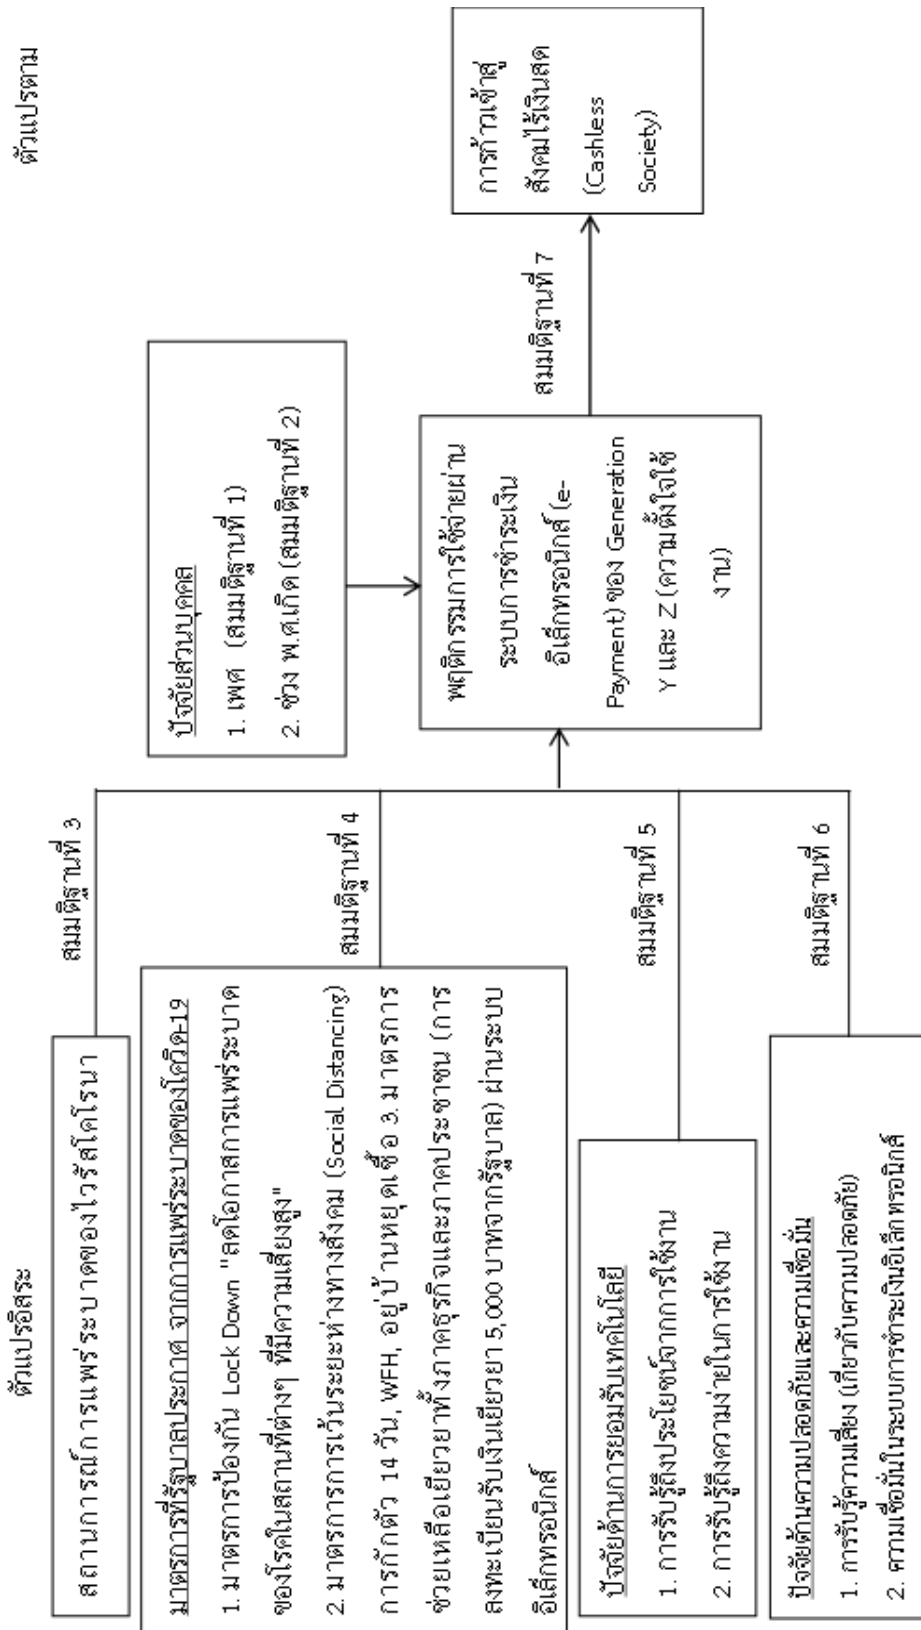 ตัวแปรอิสระ
ตัวแปรตาม
สถานการณ์การแพร่ระบาดของไวรัสโคโรนา
สมมติฐานที่ 3
มาตรการที่รัฐบาลประกาศ จากการแพร่ระบาดของโควิด-19
1. มาตรการป้องกัน Lock Down "ลดโอกาสการแพร่ระบาด
ของโรคในสถานที่ต่างๆ ที่มีความเสี่ยงสูง"
2. มาตรการการเว้นระยะห่างทางสังคม (Social Distancing)
การกักตัว 14 วัน, WFH, อยู่บ้านหยุดเชื้อ 3. มาตรการ
ช่วยเหลือเยียวยาทั้งภาคธุรกิจและภาคประชาชน (การ
ลงทะเบียนรับเงินเยียวยา 5,000 บาทจากรัฐบาล) ผ่านระบบ
อิเล็กทรอนิกส์
สมมติฐานที่ 4
ปัจจัยด้านการยอมรับเทคโนโลยี
1. การรับรู้ถึงประโยชน์จากการใช้งาน
2. การรับรู้ถึงความง่ายในการใช้งาน
สมมติฐานที่ 5
ปัจจัยด้านความปลอดภัยและความเชื่อมั่น
1. การรับรู้ความเสี่ยง (เกี่ยวกับความปลอดภัย)
2. ความเชื่อมั่นในระบบการชำระเงินอิเล็กทรอนิกส์
สมมติฐานที่ 6
ปัจจัยส่วนบุคคล
1. เพศ (สมมติฐานที่ 1)
2. ช่วง พ.ศ.เกิด (สมมติฐานที่ 2)
พฤติกรรมการใช้จ่ายผ่าน
ระบบการชำระเงิน
อิเล็กทรอนิกส์ (e-
Payment) ของ Generation
Y และ Z (ความตั้งใจใช้
งาน)
สมมติฐานที่ 7
การก้าวเข้าสู่
สังคมไร้เงินสด
(Cashless
Society)